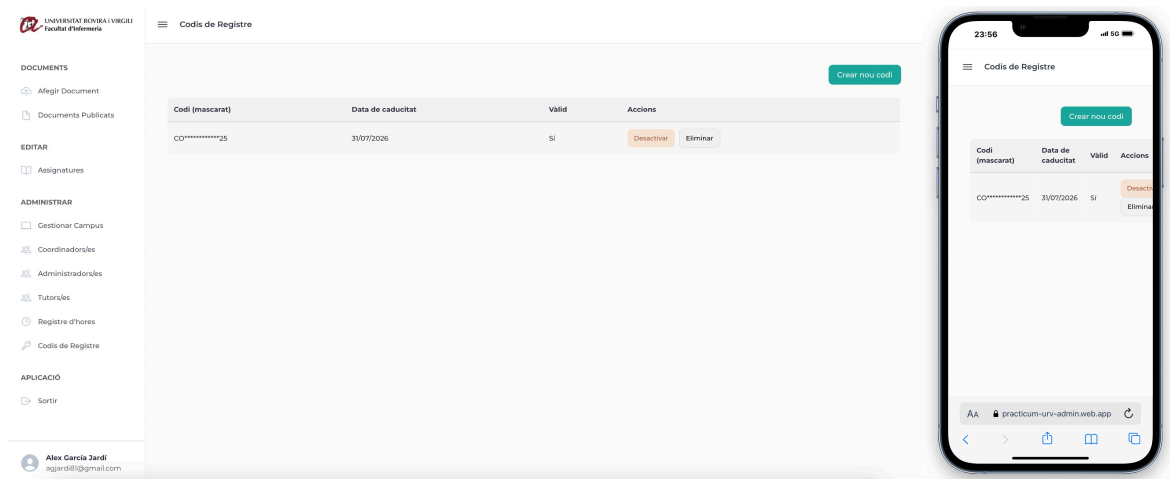 UNIVERSITAT ROVIRA i VIRGILI
Facultat d'Infermeria
Codis de Registre
DOCUMENTS
Afegir Document
Documents Publicats
EDITAR
Assignatures
ADMINISTRAR
Gestionar Campus
Coordinadors/es
Administradors/es
Tutors/es
Registre d'hores
Codis de Registre
APLICACIÓ
Sortir
Alex García Jardí
agjardi81@gmail.com
Crear nou codi
Codi (mascarat) Data de caducitat Vàlid Accions
CO************25 31/07/2026 Sí Desactivar Eliminar
23:56 5G
Codis de Registre
Crear nou codi
Codi (mascarat) Data de caducitat Vàlid Accions
CO************25 31/07/2026 Sí Desactiv
Elimina
AA practicum-urv-admin.web.app